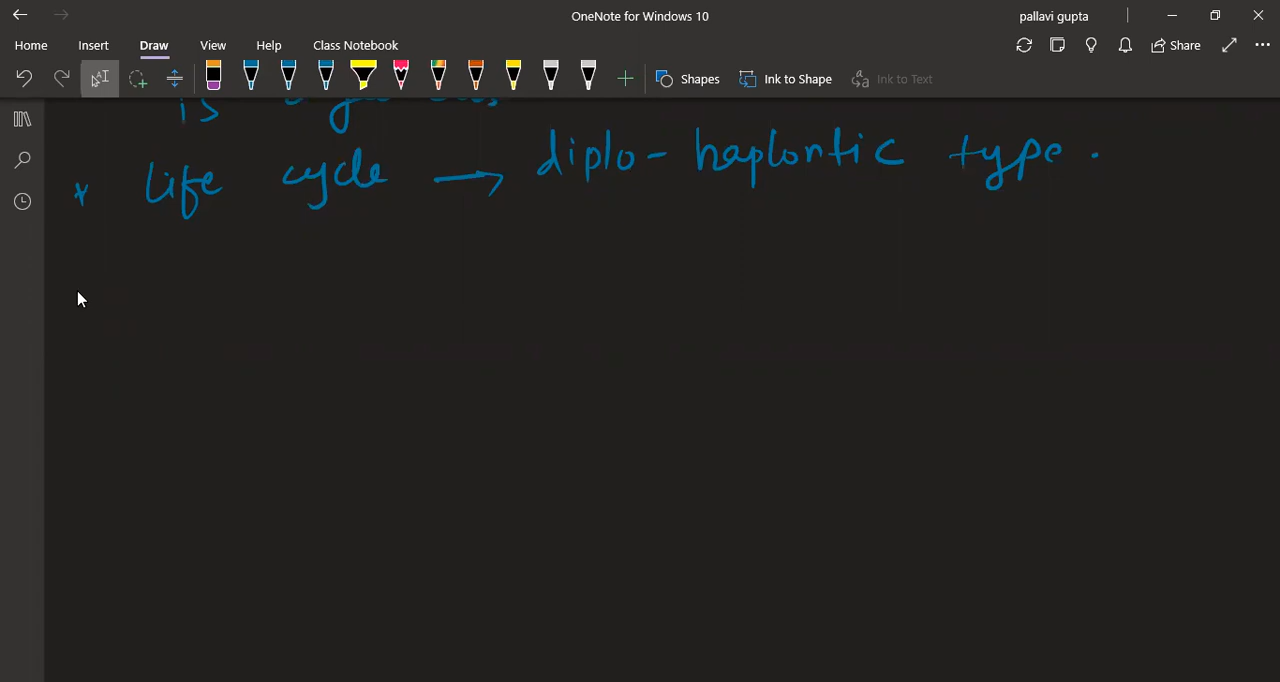 OneNote for Windows 10
pallavi gupta
Home Insert Draw View Help Class Notebook
Share
Shapes Ink to Shape Ink to Text
is
* life cycle → diplo - haplontic type .